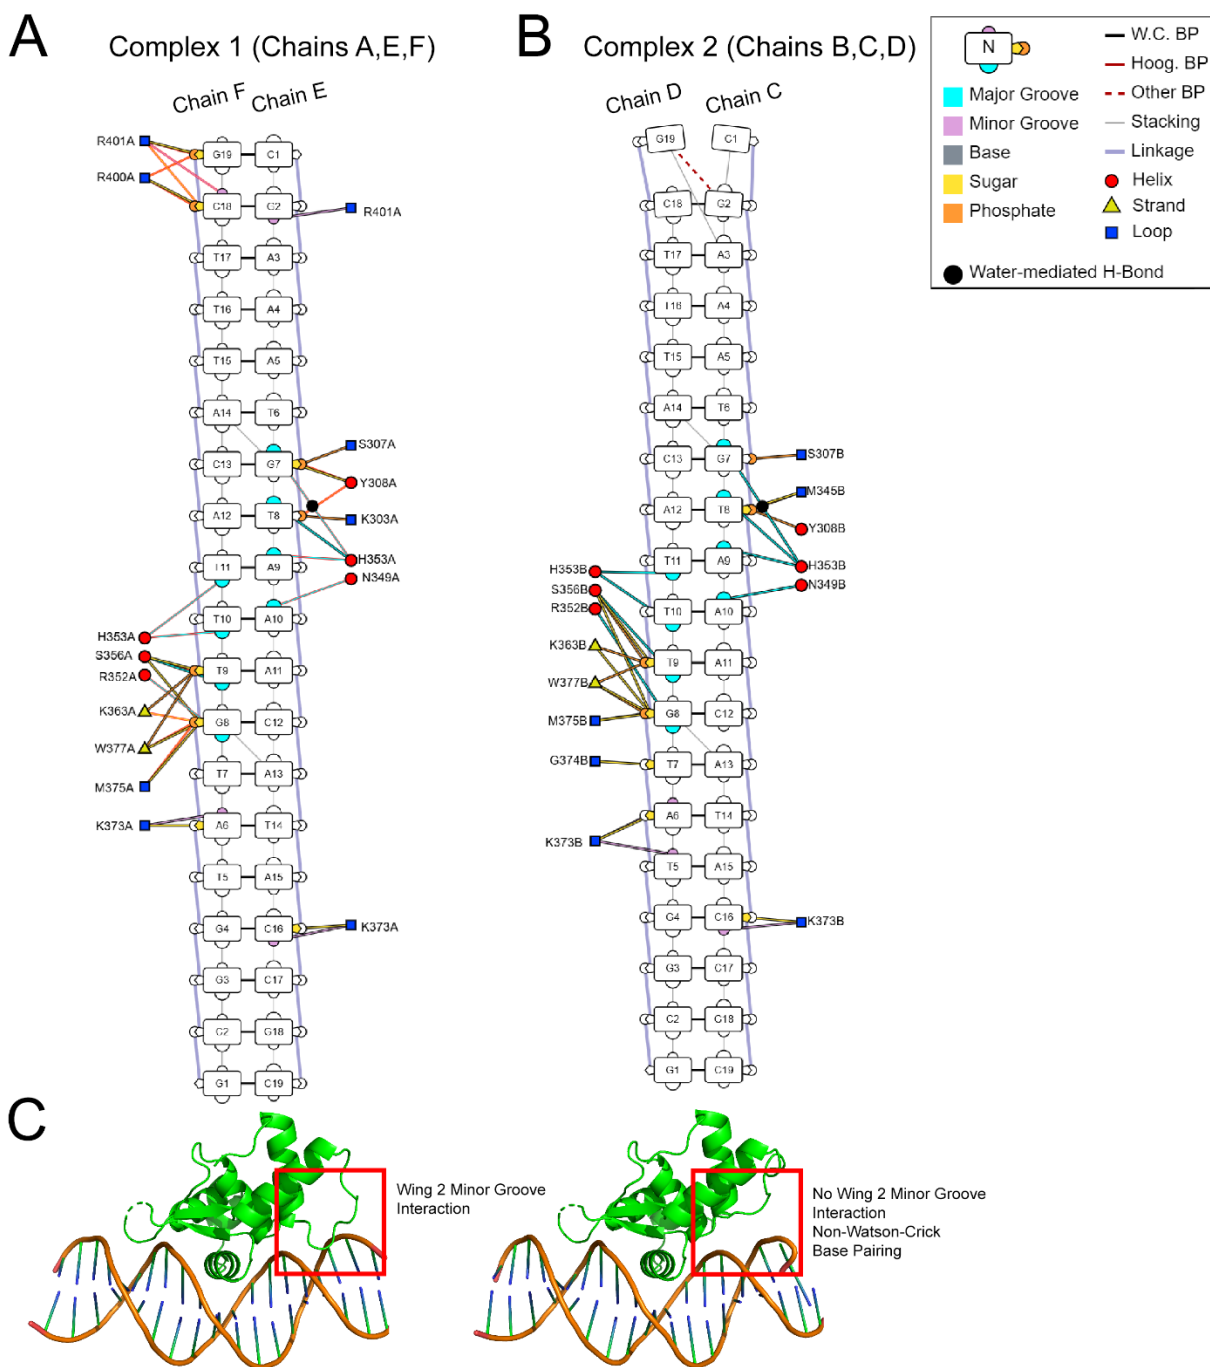 A
Complex 1 (Chains A,E,F)
B
Complex 2 (Chains B,C,D)
N
Major Groove
Minor Groove
Base
Sugar
Phosphate
Water-mediated H-Bond
W.C. BP
Hoog. BP
Other BP
Stacking
Linkage
Helix
Strand
Loop
Chain F
Chain E
R401A
G19
C1
R400A
C18
G2
R401A
T17
A3
T16
A4
T15
A5
A14
T6
S307A
C13
G7
Y308A
A12
T8
K303A
H353A
T11
A9
N349A
T10
A10
H353A
S356A
T9
A11
R352A
K363A
G8
C12
W377A
T7
A13
M375A
K373A
A6
T14
T5
A15
G4
C16
K373A
G3
C17
C2
G18
G1
C19
Chain D
Chain C
G19
C1
C18
G2
T17
A3
T16
A4
T15
A5
A14
T6
C13
G7
S307B
M345B
A12
T8
Y308B
H353B
T11
A9
H353B
S356B
N349B
R352B
T10
A10
K363B
T9
A11
W377B
M375B
G8
C12
G374B
T7
A13
A6
T14
K373B
T5
A15
G4
C16
K373B
G3
C17
C2
C18
G1
C19
C
Wing 2 Minor Groove
Interaction
No Wing 2 Minor Groove
Interaction
Non-Watson-Crick
Base Pairing